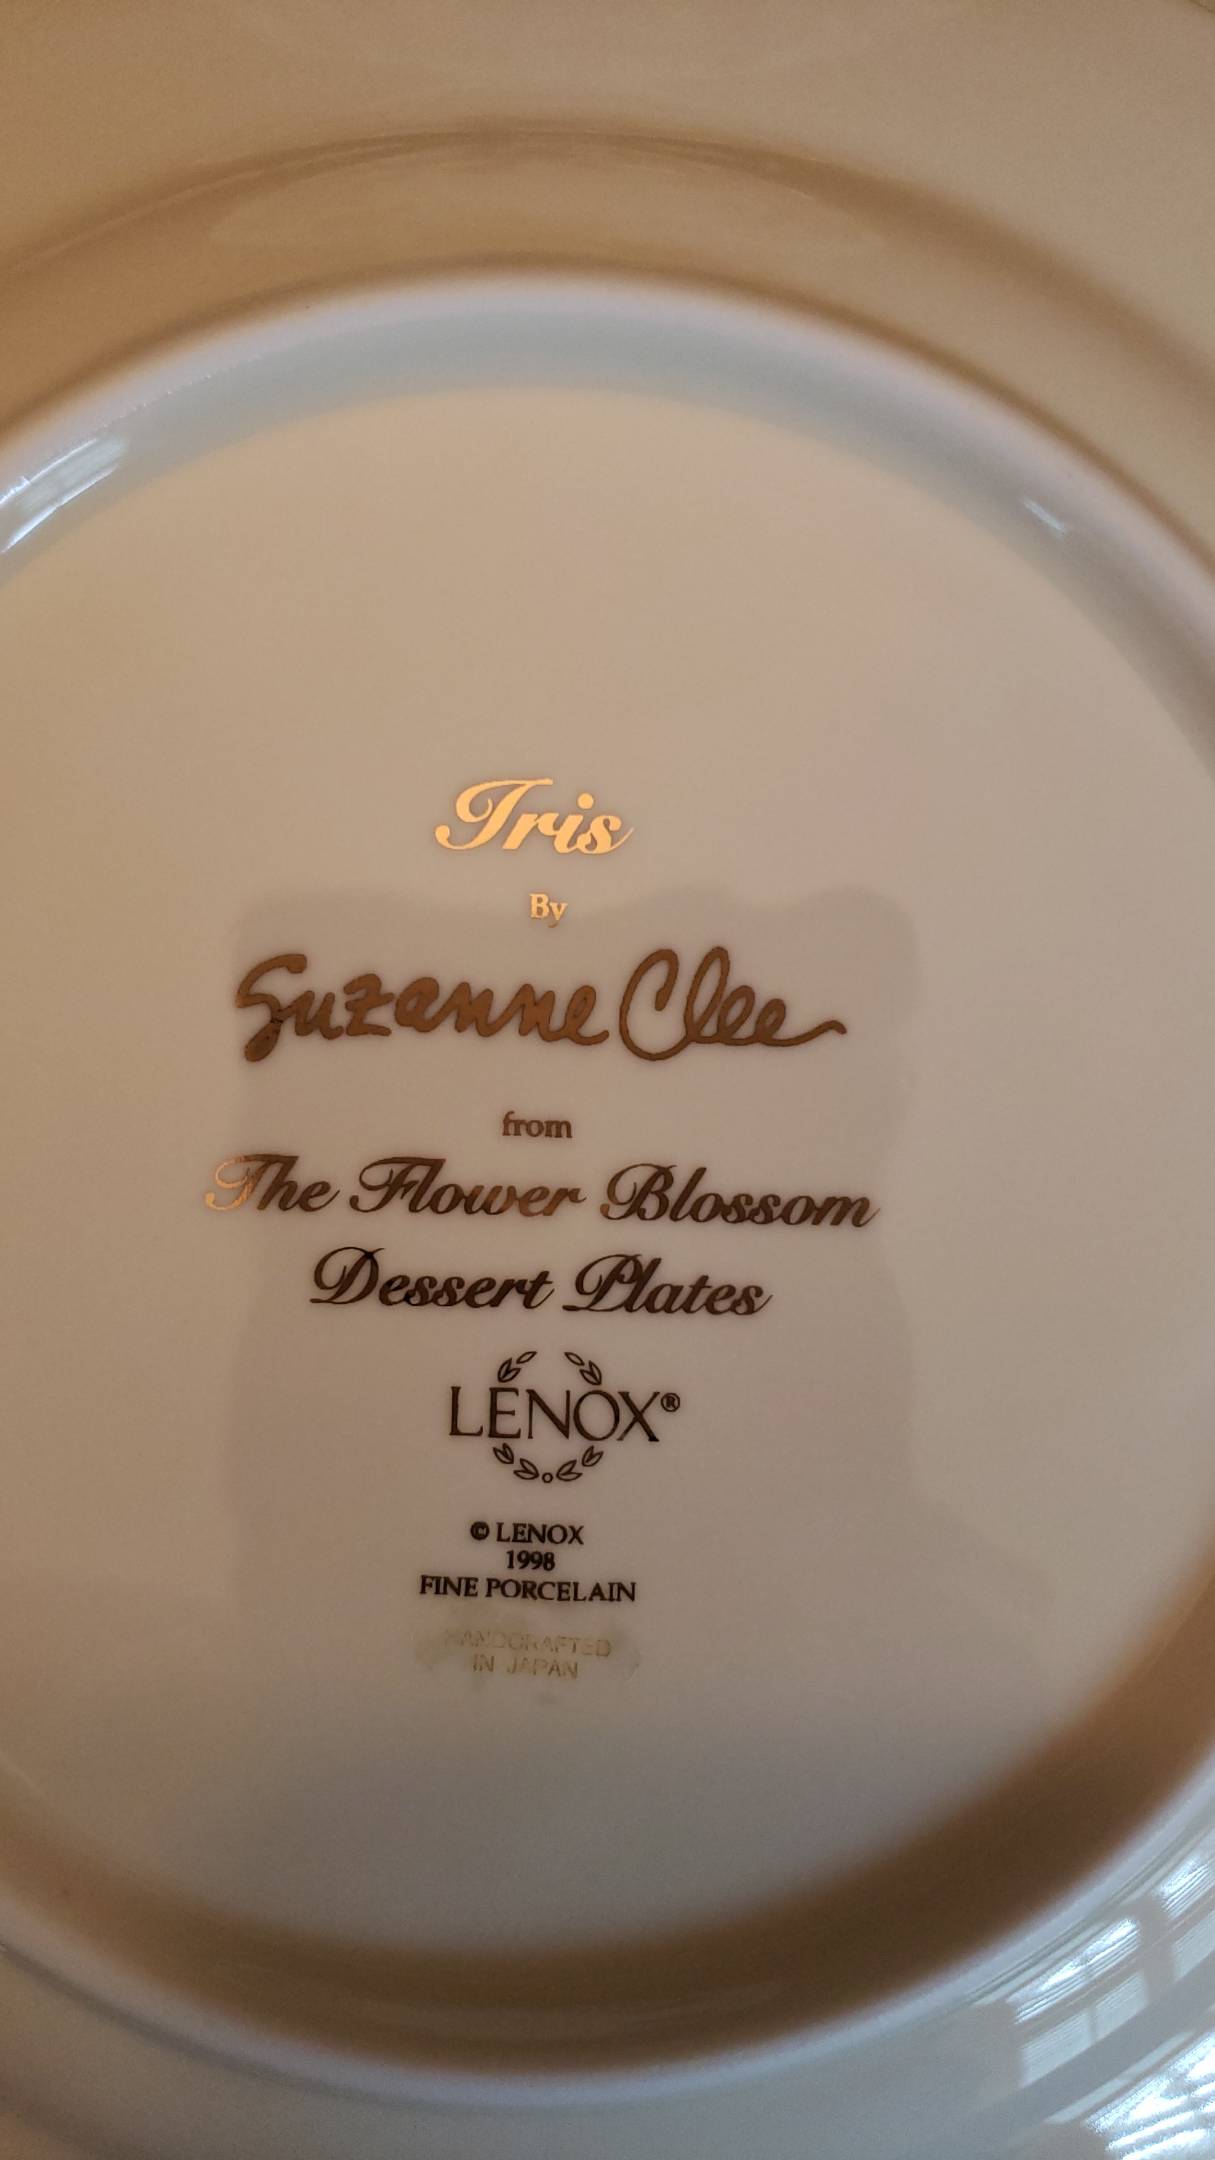 Iris
By
Suzanne Clee
from
The Flower Blossom
Dessert Plates
LENOX®
© LENOX
1998
FINE PORCELAIN
HANDCRAFTED
IN JAPAN